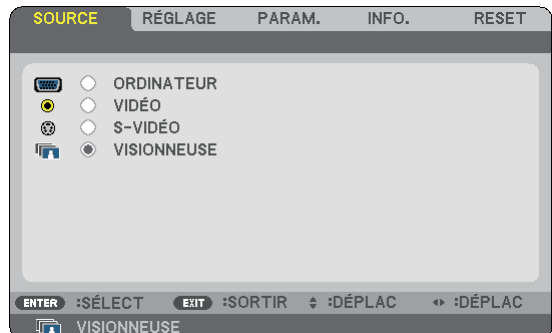 SOURCE RÉGLAGE PARAM. INFO. RESET
ORDINATEUR
VIDÉO
S-VIDÉO
VISIONNEUSE
ENTER :SÉLECT EXIT :SORTIR :DÉPLAC :DÉPLAC
VISIONNEUSE